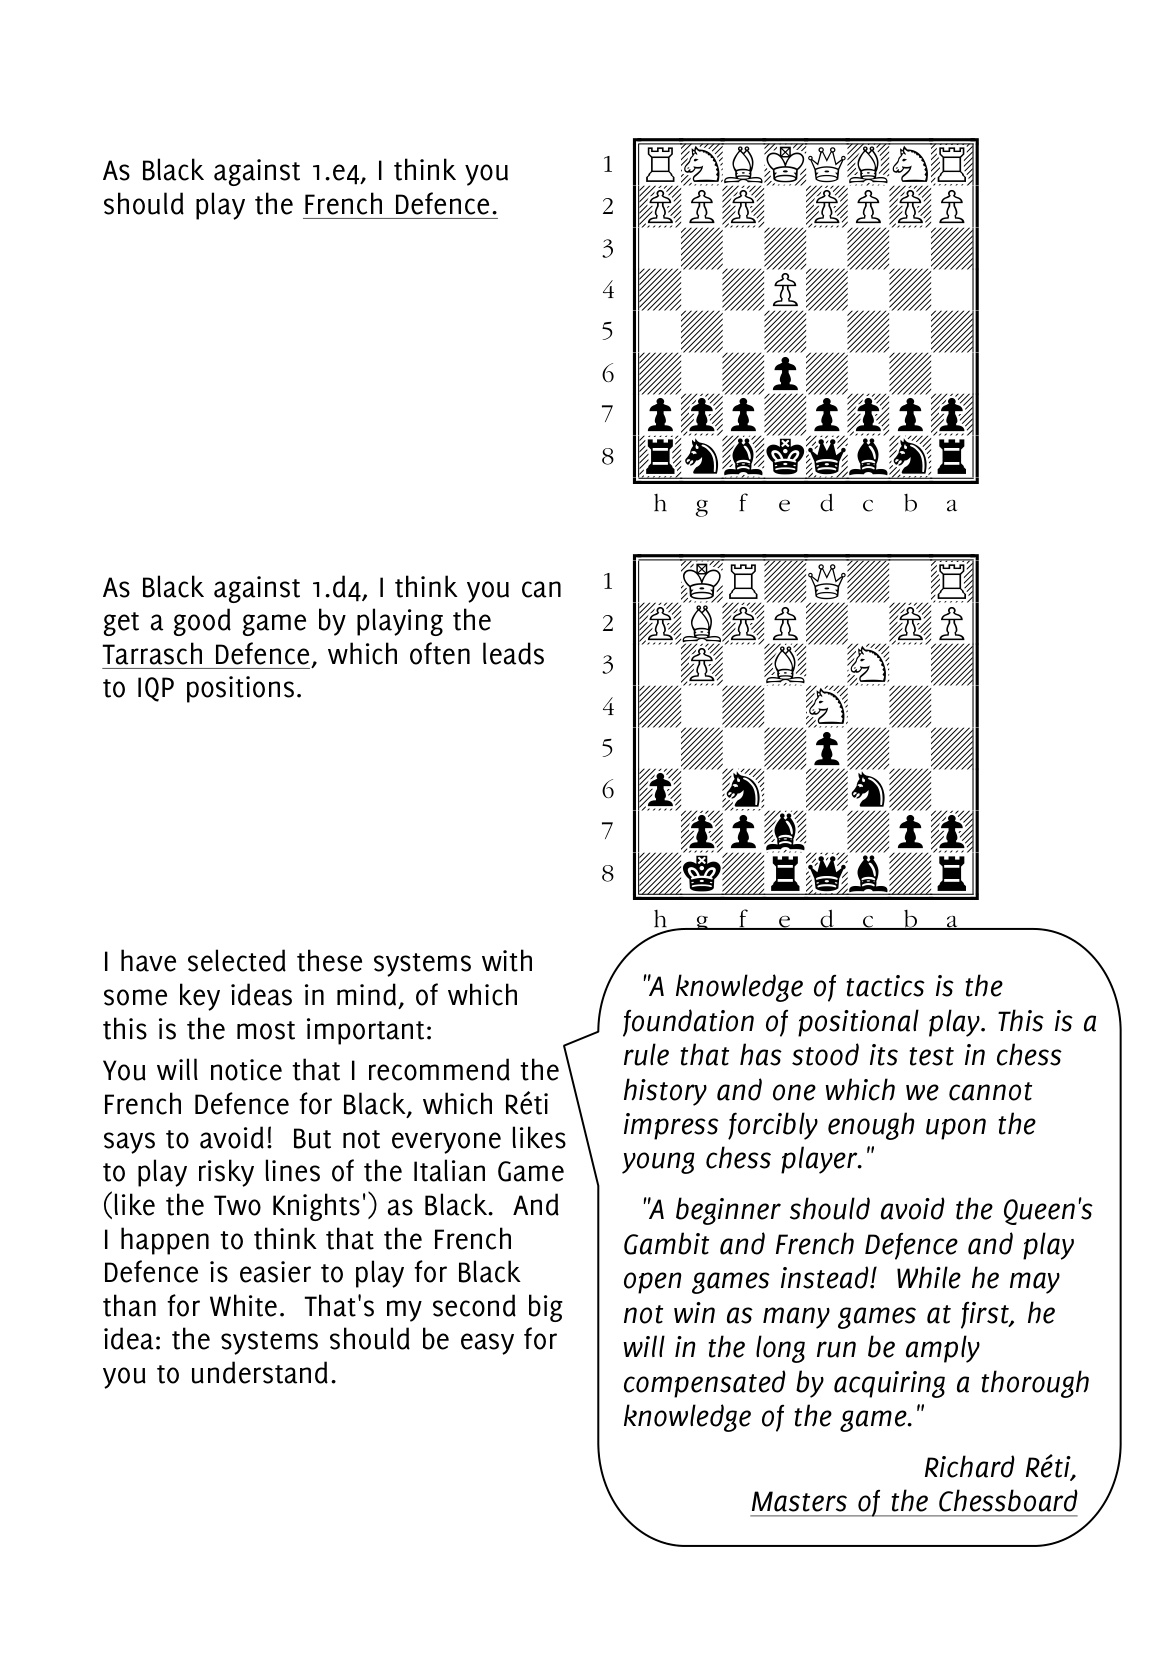 As Black against 1.e4, I think you
should play the French Defence.
1
2
3
4
5
6
7
8
h g f e d c b a
As Black against 1.d4, I think you can
get a good game by playing the
Tarrasch Defence, which often leads
to IQP positions.
1
2
3
4
5
6
7
8
h g f e d c b a
I have selected these systems with
some key ideas in mind, of which
this is the most important:
You will notice that I recommend the
French Defence for Black, which Réti
says to avoid!  But not everyone likes
to play risky lines of the Italian Game
(like the Two Knights') as Black.  And
I happen to think that the French
Defence is easier to play for Black
than for White.  That's my second big
idea: the systems should be easy for
you to understand.
"A knowledge of tactics is the
foundation of positional play. This is a
rule that has stood its test in chess
history and one which we cannot
impress forcibly enough upon the
young chess player."
"A beginner should avoid the Queen's
Gambit and French Defence and play
open games instead!  While he may
not win as many games at first, he
will in the long run be amply
compensated by acquiring a thorough
knowledge of the game."
Richard Réti,
Masters of the Chessboard